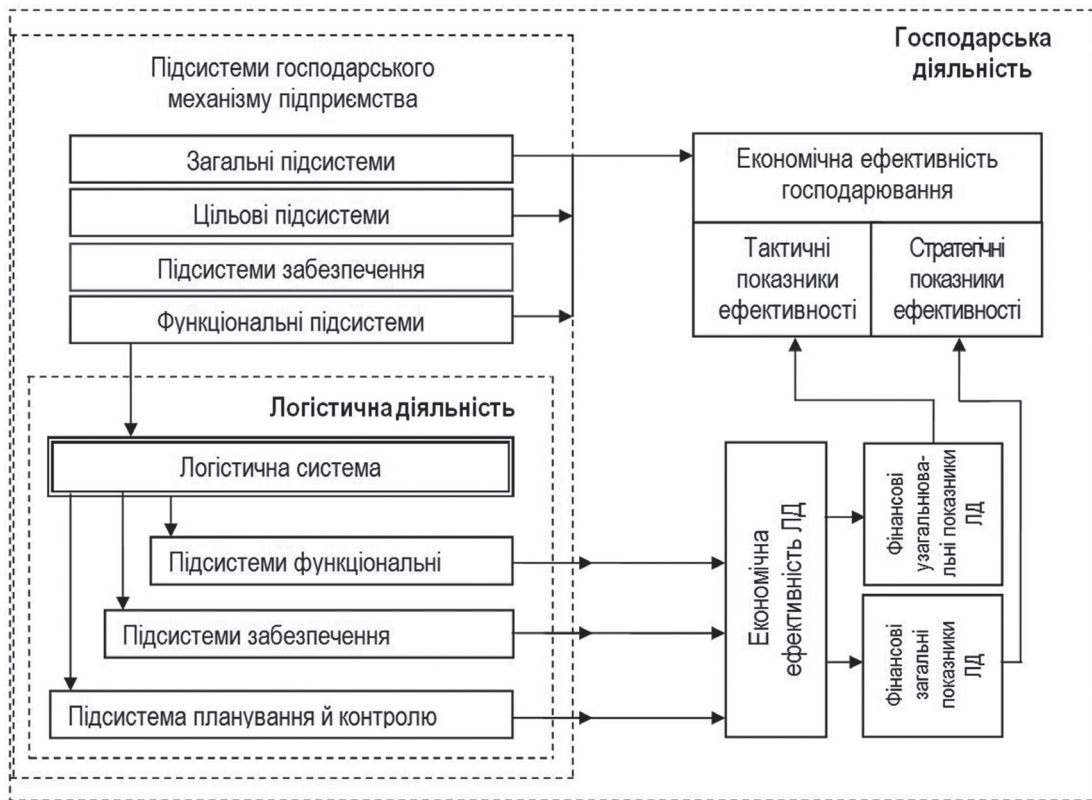 Господарська
діяльність
Підсистеми господарського
механізму підприємства
Загальні підсистеми
Цільові підсистеми
Підсистеми забезпечення
Функціональні підсистеми
Економічна ефективність
господарювання
Тактичні
показники
ефективності
Стратегічні
показники
ефективності
Логістична діяльність
Логістична система
Підсистеми функціональні
Підсистеми забезпечення
Підсистема планування й контролю
Економічна
ефективність ЛД
Фінансові
узагальнюва-
льні показники
ЛД
Фінансові
загальні
показники
ЛД